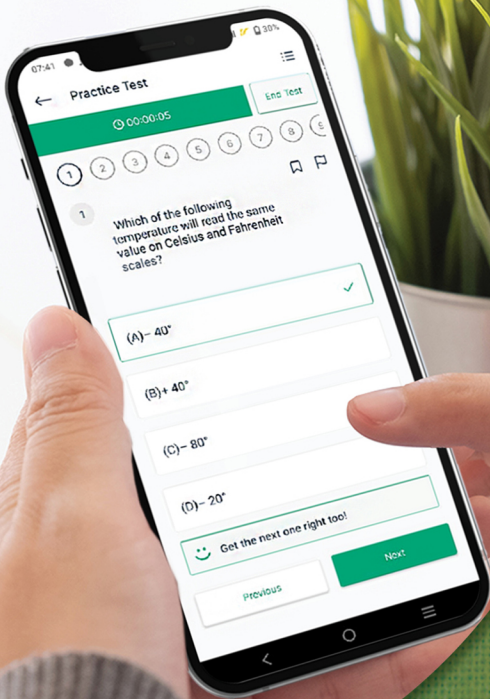 07:41
30%
Practice Test
00:00:05
End Test
1 2 3 4 5 6 7 8
1
Which of the following
temperature will read the same
value on Celsius and Fahrenheit
scales?
(A)– 40°
(B)+ 40°
(C)– 80°
(D)– 20°
Get the next one right too!
Previous
Next